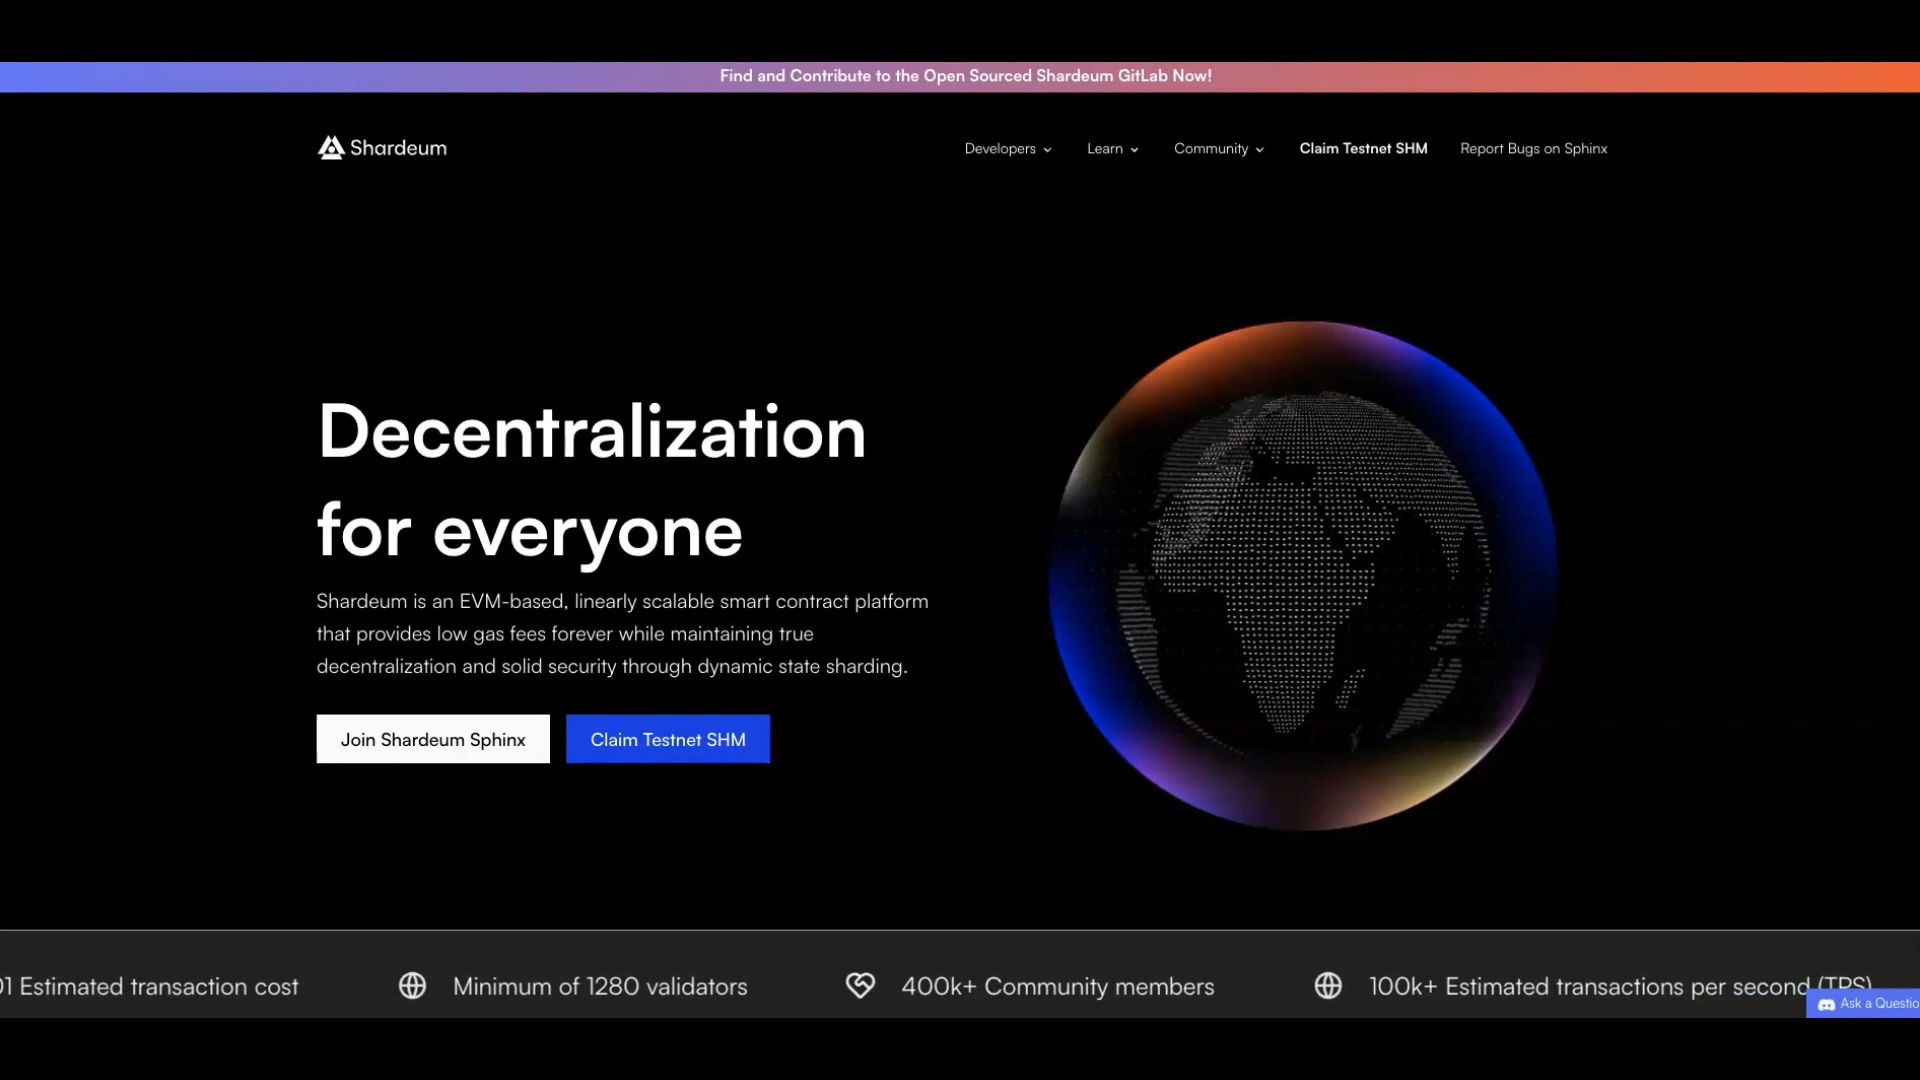 Find and Contribute to the Open Sourced Shardeum GitLab Now!
Shardeum
Developers Learn Community Claim Testnet SHM Report Bugs on Sphinx
Decentralization
for everyone
Shardeum is an EVM-based, linearly scalable smart contract platform
that provides low gas fees forever while maintaining true
decentralization and solid security through dynamic state sharding.
Join Shardeum Sphinx Claim Testnet SHM
01 Estimated transaction cost Minimum of 1280 validators 400k+ Community members 100k+ Estimated transactions per second (TPS)
Ask a Questio